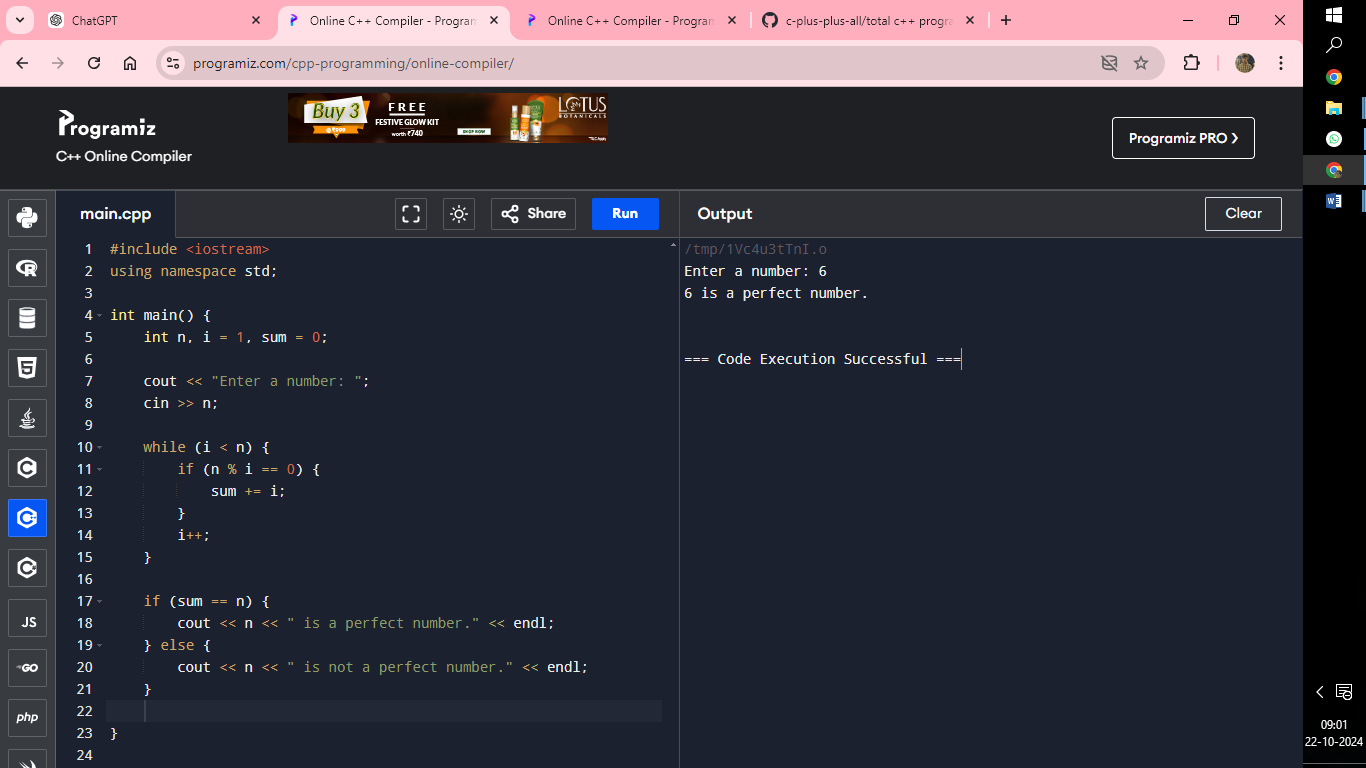 ChatGPT
Online C++ Compiler - Program
Online C++ Compiler - Program
c-plus-plus-all/total c++ progra
programiz.com/cpp-programming/online-compiler/
Programiz
C++ Online Compiler
Buy 3
@₹999
FREE
FESTIVE GLOW KIT
worth ₹740
SHOP NOW
LOTUS
BOTANICALS
*T&C Apply
Programiz PRO ❯
main.cpp
Share
Run
Output
Clear
1 #include <iostream>
2 using namespace std;
3
4 int main() {
5     int n, i = 1, sum = 0;
6
7     cout << "Enter a number: ";
8     cin >> n;
9
10     while (i < n) {
11         if (n % i == 0) {
12             sum += i;
13         }
14         i++;
15     }
16
17     if (sum == n) {
18         cout << n << " is a perfect number." << endl;
19     } else {
20         cout << n << " is not a perfect number." << endl;
21     }
22
23 }
24
/tmp/1Vc4u3tTnI.o
Enter a number: 6
6 is a perfect number.
=== Code Execution Successful ===
JS
GO
php
09:01
22-10-2024